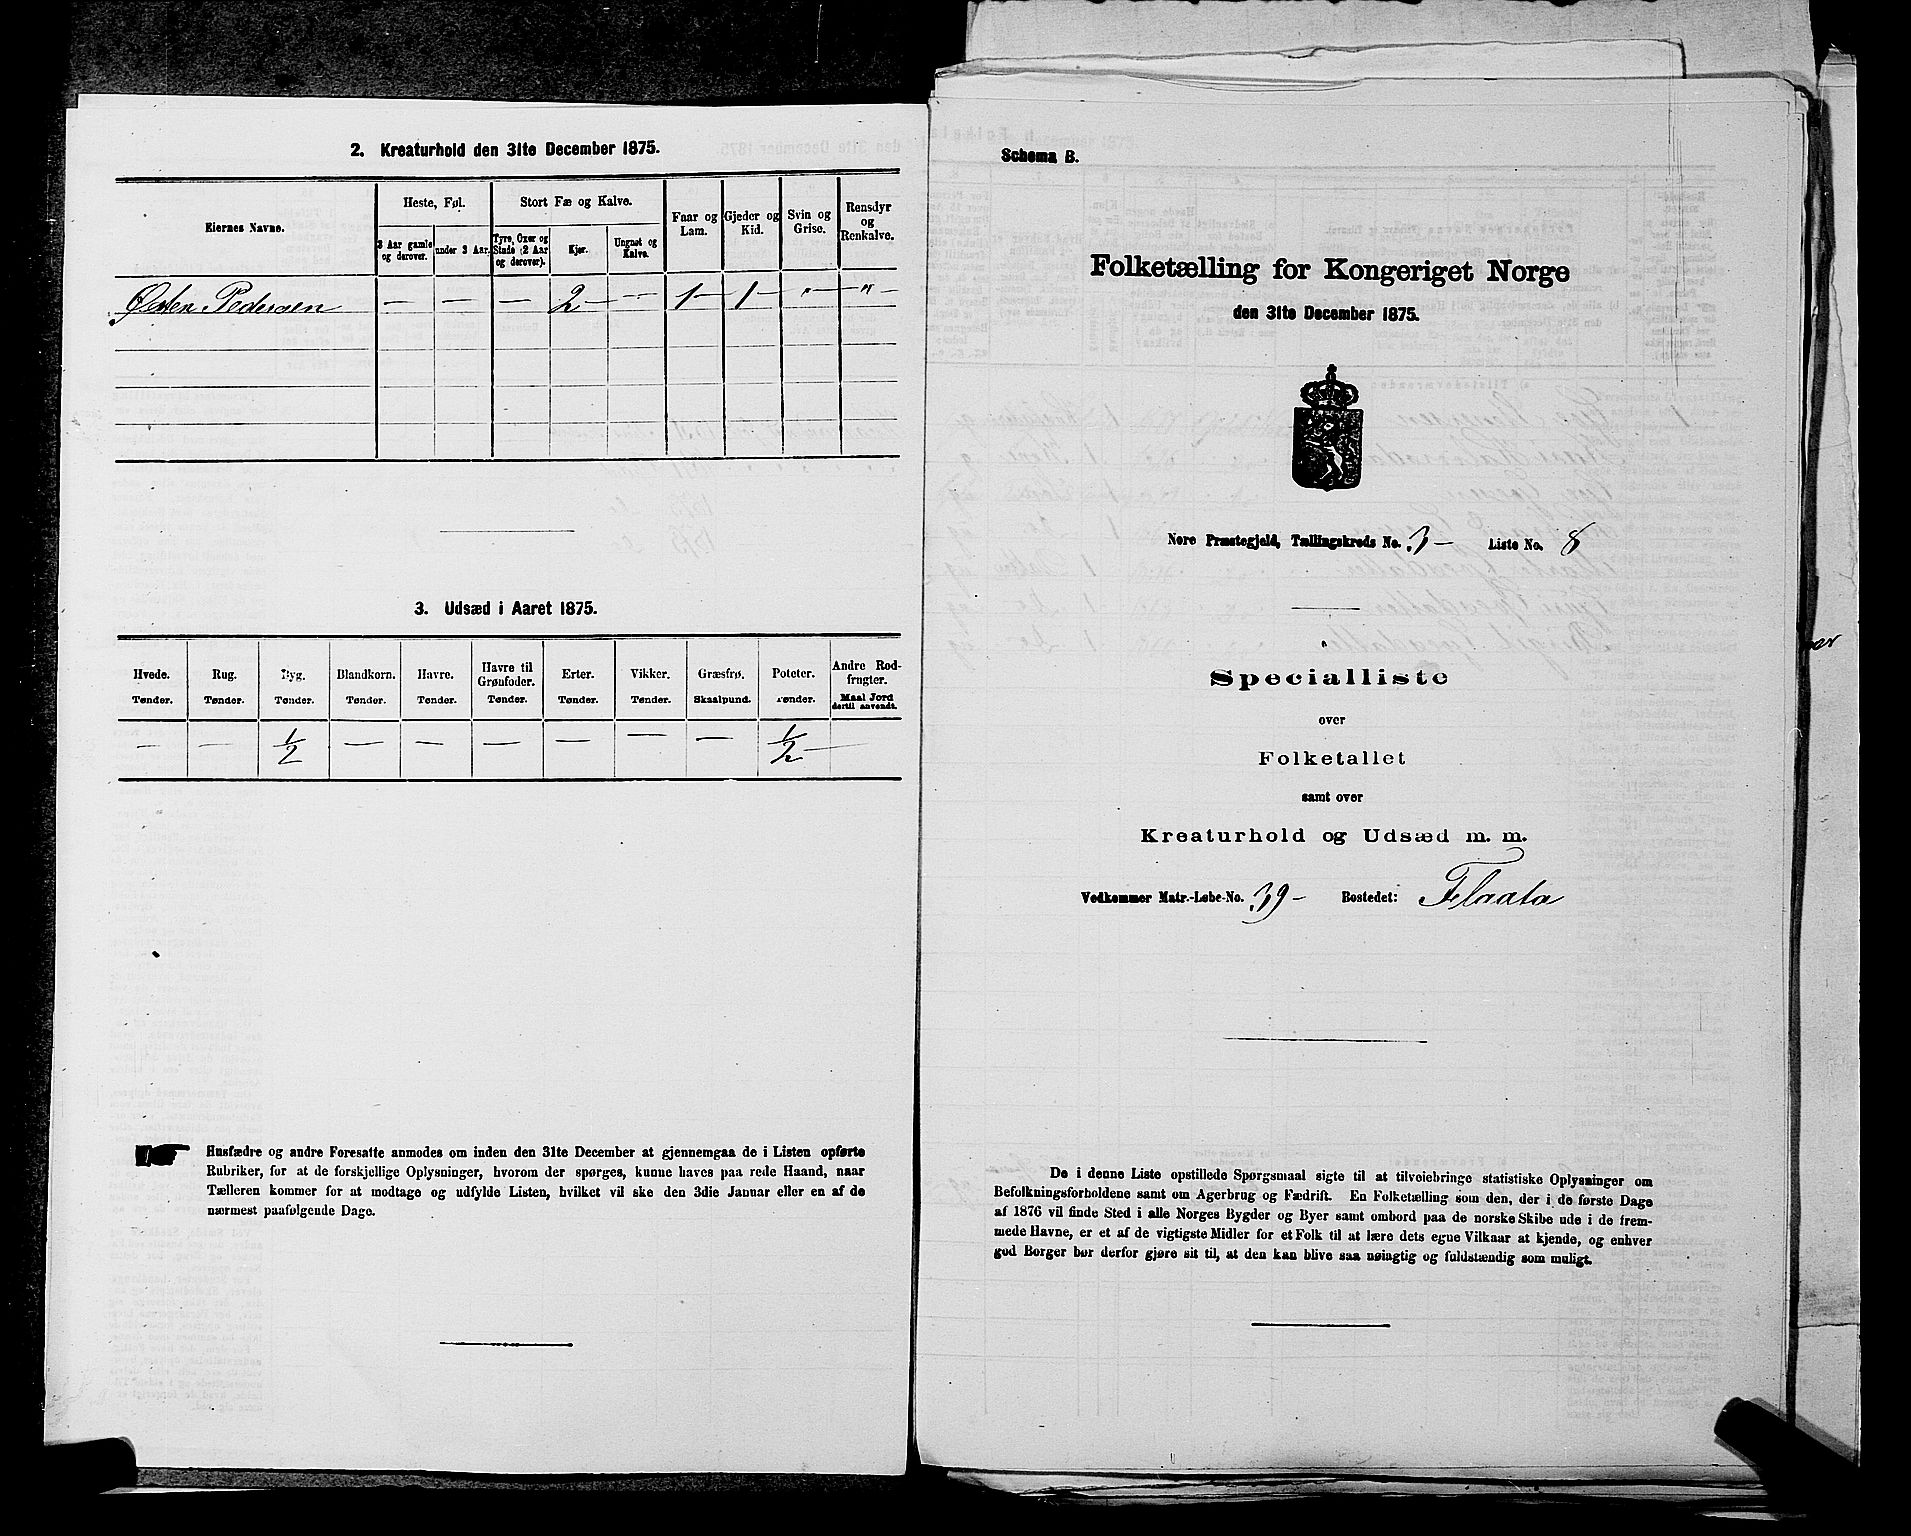 2. Kreaturhold den 31te December 1875.
Eiernes Navne.
Heste, Føl.
Stort Fæ og Kalve.
Faar og Lam.
Gjeder og Kid.
Svin og Grise.
Rensdyr og Renkalve.
3 Aar gamle og derover.
under 3 Aar.
Tyre, Oxer og Stude (2 Aar og derover).
Kjør.
Ungnøt og Kalve.
Østen Pedersen — — — 2 — — 1 — 1 — " — " —
3. Udsæd i Aaret 1875.
Hvede. Rug. Byg. Blandkorn. Havre. Havre til Grønfoder. Erter. Vikker. Græsfrø. Poteter. Andre Rodfrugter.
Tønder. Tønder. Tønder. Tønder. Tønder. Tønder. Tønder. Tønder. Skaalpund. Tønder. Maal Jord dertil anvendt.
— — 1/2 — — — — — — 1/2 —
Husfædre og andre Foresatte anmodes om inden den 31te December at gjennemgaa de i Listen opførte
Rubriker, for at de forskjellige Oplysninger, hvorom der spørges, kunne haves paa rede Haand, naar
Tælleren kommer for at modtage og udfylde Listen, hvilket vil ske den 3die Januar eller en af de
nærmest paafølgende Dage.
Schema B.
Folketælling for Kongeriget Norge
den 31te December 1875.
Nore Præstegjeld, Tællingskreds No. 3 — Liste No. 8
Specialliste
over
Folketallet
samt over
Kreaturhold og Udsæd m. m.
Vedkommer Matr.-Løbe-No. 39 — Bostedet: Flaata
De i denne Liste opstillede Spørgsmaal sigte til at tilveiebringe statistiske Oplysninger om
Befolkningsforholdene samt om Agerbrug og Fædrift. En Folketælling som den, der i de første Dage
af 1876 vil finde Sted i alle Norges Bygder og Byer samt ombord paa de norske Skibe ude i de frem-
mede Havne, er et af de vigtigste Midler for et Folk til at lære dets egne Vilkaar at kjende, og enhver
god Borger bør derfor gjøre sit til, at den kan blive saa nøiagtig og fuldstændig som muligt.